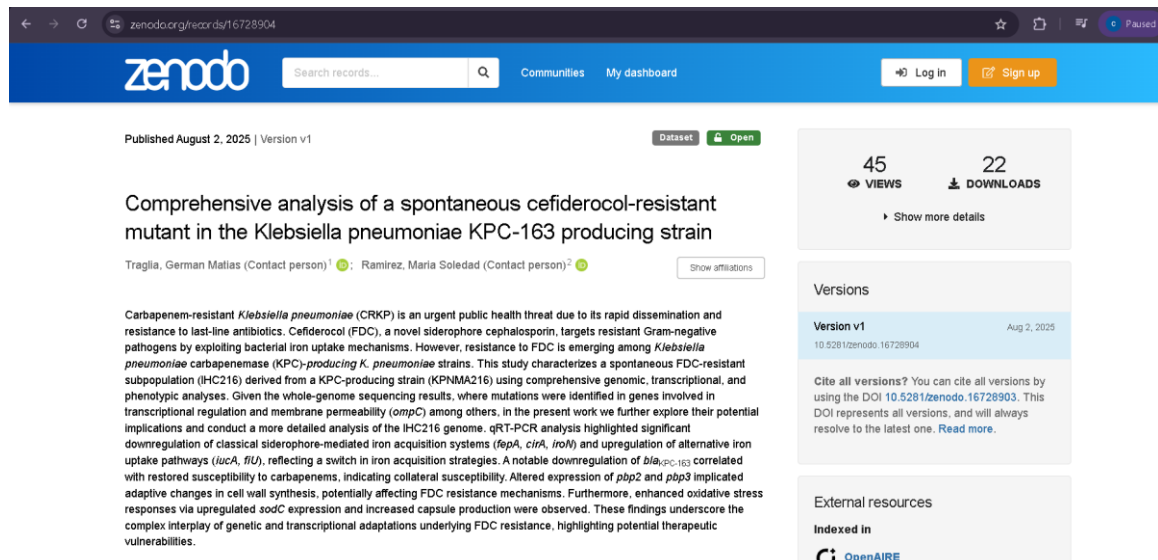 zenodo.org/records/16728904
c Paused
zenodo
Search records...
Communities My dashboard
Log in
Sign up
Published August 2, 2025 | Version v1
Dataset
Open
Comprehensive analysis of a spontaneous cefiderocol-resistant
mutant in the Klebsiella pneumoniae KPC-163 producing strain
Traglia, German Matias (Contact person)1 iD ; Ramirez, Maria Soledad (Contact person)2 iD
Show affiliations
Carbapenem-resistant Klebsiella pneumoniae (CRKP) is an urgent public health threat due to its rapid dissemination and
resistance to last-line antibiotics. Cefiderocol (FDC), a novel siderophore cephalosporin, targets resistant Gram-negative
pathogens by exploiting bacterial iron uptake mechanisms. However, resistance to FDC is emerging among Klebsiella
pneumoniae carbapenemase (KPC)-producing K. pneumoniae strains. This study characterizes a spontaneous FDC-resistant
subpopulation (IHC216) derived from a KPC-producing strain (KPNMA216) using comprehensive genomic, transcriptional, and
phenotypic analyses. Given the whole-genome sequencing results, where mutations were identified in genes involved in
transcriptional regulation and membrane permeability (ompC) among others, in the present work we further explore their potential
implications and conduct a more detailed analysis of the IHC216 genome. qRT-PCR analysis highlighted significant
downregulation of classical siderophore-mediated iron acquisition systems (fepA, cirA, iroN) and upregulation of alternative iron
uptake pathways (iucA, fiU), reflecting a switch in iron acquisition strategies. A notable downregulation of blaKPC-163 correlated
with restored susceptibility to carbapenems, indicating collateral susceptibility. Altered expression of pbp2 and pbp3 implicated
adaptive changes in cell wall synthesis, potentially affecting FDC resistance mechanisms. Furthermore, enhanced oxidative stress
responses via upregulated sodC expression and increased capsule production were observed. These findings underscore the
complex interplay of genetic and transcriptional adaptations underlying FDC resistance, highlighting potential therapeutic
vulnerabilities.
45
VIEWS
22
DOWNLOADS
Show more details
Versions
Version v1 Aug 2, 2025
10.5281/zenodo.16728904
Cite all versions? You can cite all versions by
using the DOI 10.5281/zenodo.16728903. This
DOI represents all versions, and will always
resolve to the latest one. Read more.
External resources
Indexed in
OpenAIRE